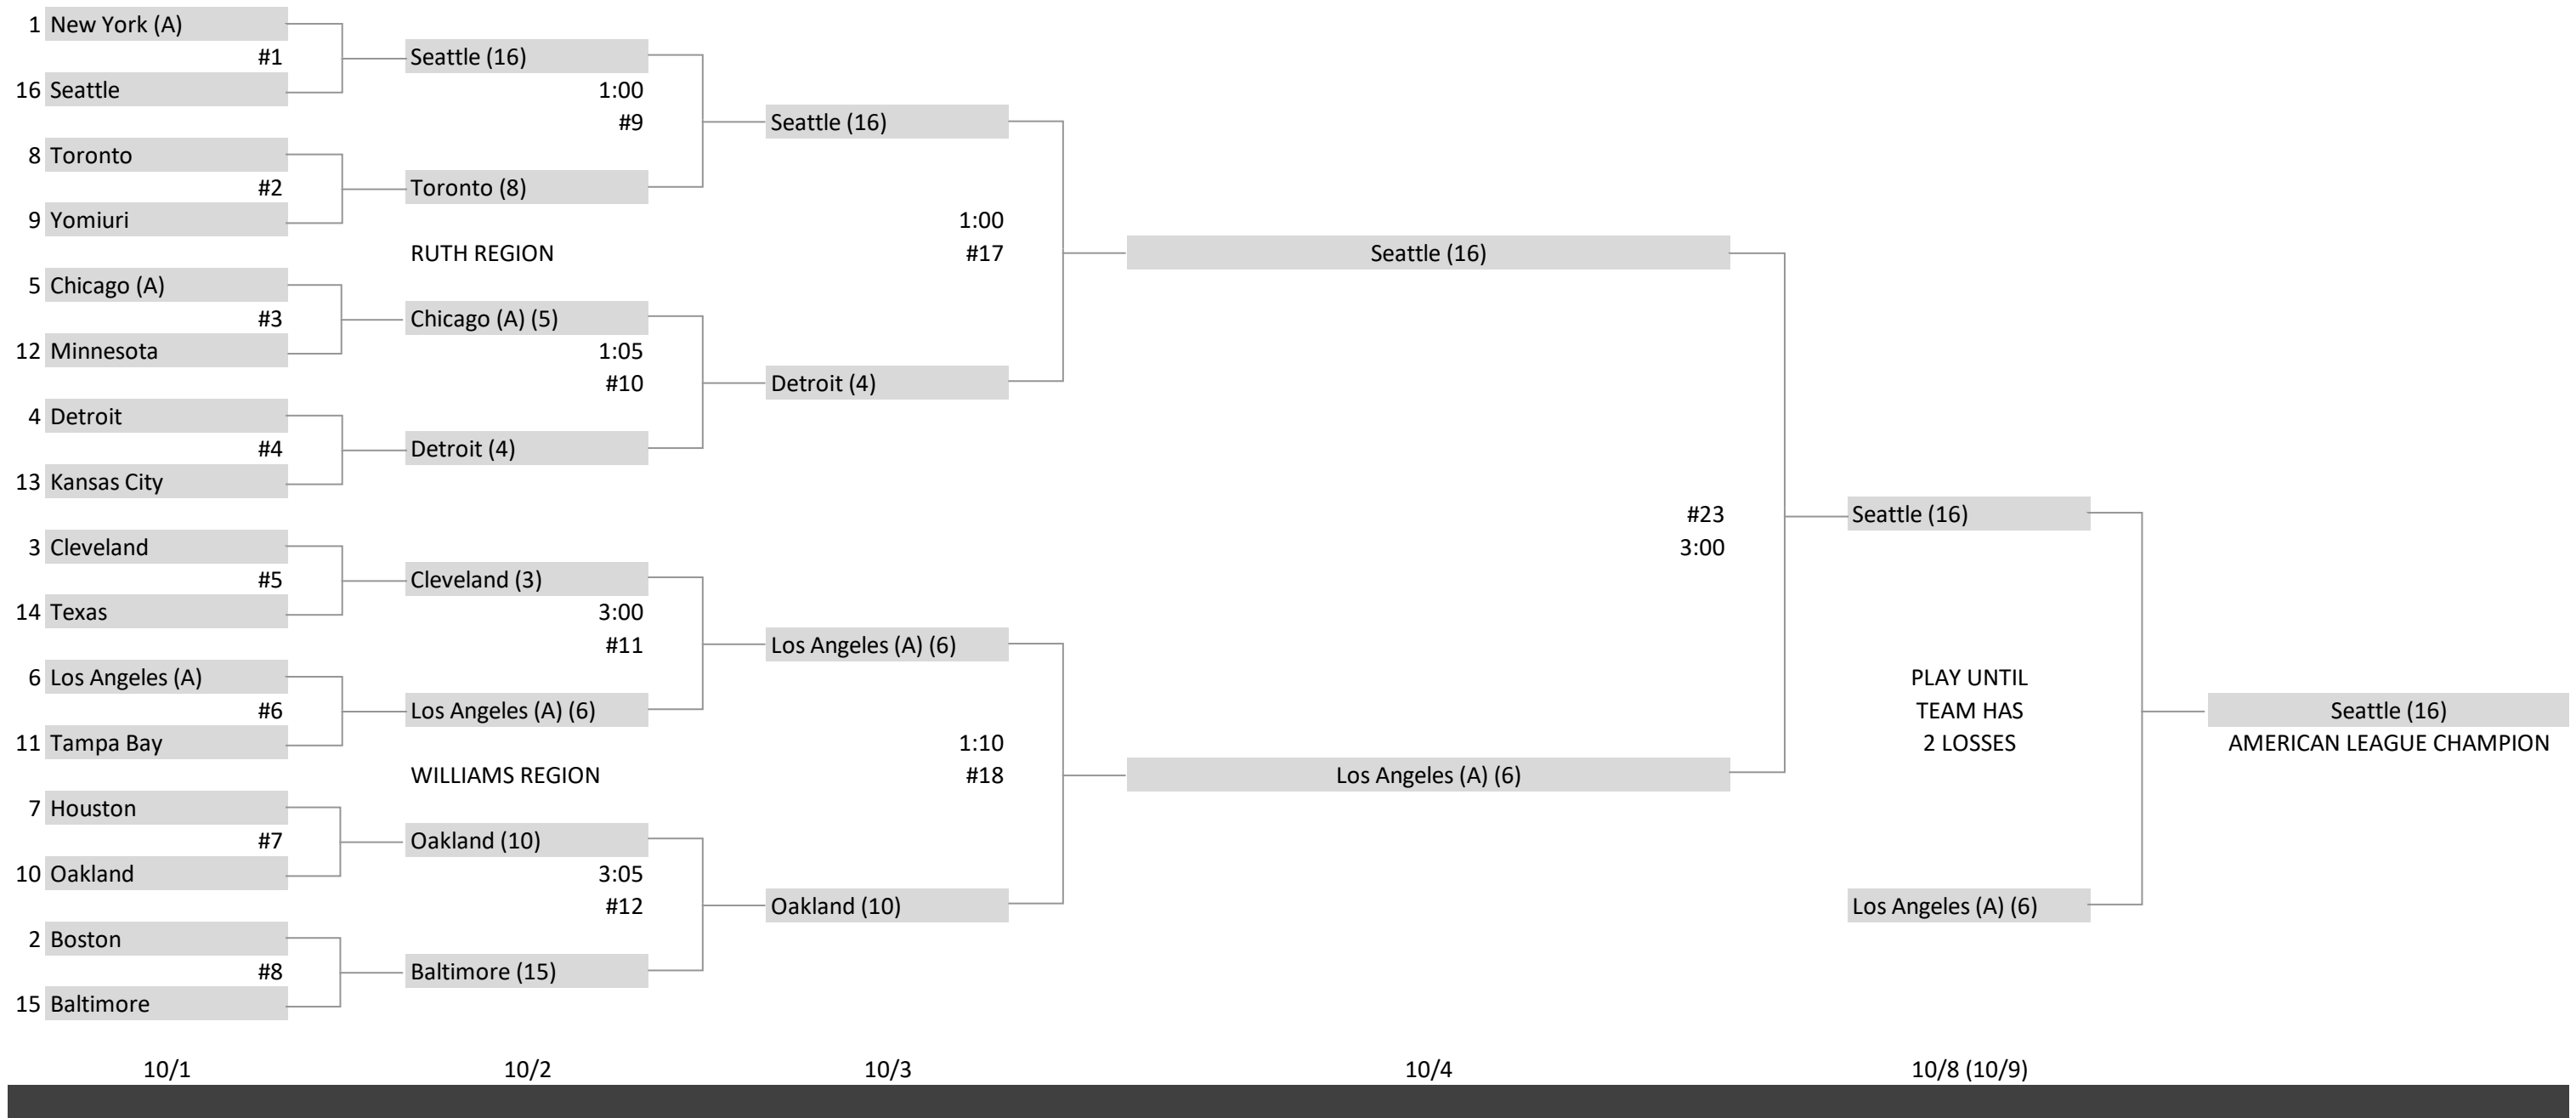 1 New York (A)
#1 Seattle (16)
16 Seattle 1:00
#9 Seattle (16)
8 Toronto
#2 Toronto (8)
9 Yomiuri 1:00
RUTH REGION #17 Seattle (16)
5 Chicago (A)
#3 Chicago (A) (5)
12 Minnesota 1:05
#10 Detroit (4)
4 Detroit
#4 Detroit (4)
13 Kansas City
#23 Seattle (16)
3 Cleveland 3:00
#5 Cleveland (3)
14 Texas 3:00
#11 Los Angeles (A) (6)
6 Los Angeles (A) PLAY UNTIL
#6 Los Angeles (A) (6) TEAM HAS Seattle (16)
11 Tampa Bay 1:10 2 LOSSES AMERICAN LEAGUE CHAMPION
WILLIAMS REGION #18 Los Angeles (A) (6)
7 Houston
#7 Oakland (10)
10 Oakland 3:05
#12 Oakland (10) Los Angeles (A) (6)
2 Boston
#8 Baltimore (15)
15 Baltimore
10/1 10/2 10/3 10/4 10/8 (10/9)